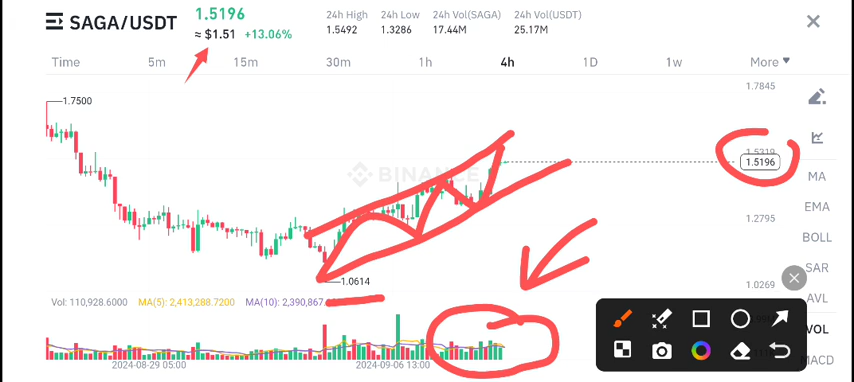 SAGA/USDT
1.5196
≈ $1.51 +13.06%
24h High
1.5492
24h Low
1.3286
24h Vol(SAGA)
17.44M
24h Vol(USDT)
25.17M
Time 5m 15m 30m 1h 4h 1D 1w More
1.7845
1.7500
1.5319
1.5196
BINANCE
MA
EMA
1.2795
BOLL
1.0614
1.0269
SAR
AVL
Vol: 110,928.6000 MA(5): 2,413,288.7200 MA(10): 2,390,867.
VOL
MACD
2024-08-29 05:00
2024-09-06 13:00